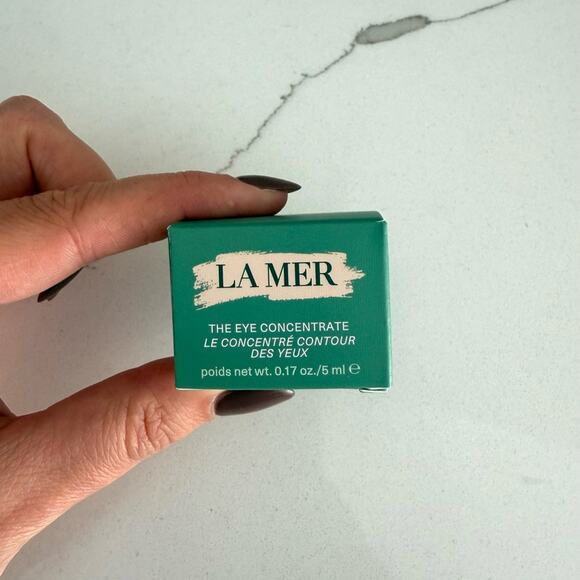 LA MER
THE EYE CONCENTRATE
LE CONCENTRÉ CONTOUR
DES YEUX
poids net wt. 0.17 oz./5 ml ℮